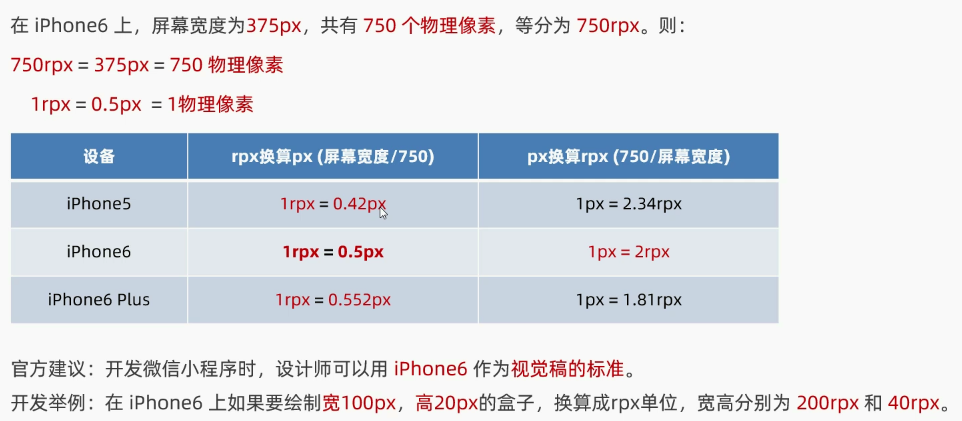 在 iPhone6 上，屏幕宽度为375px，共有 750 个物理像素，等分为 750rpx。则：
750rpx = 375px = 750 物理像素
1rpx = 0.5px = 1物理像素
设备 rpx换算px (屏幕宽度/750) px换算rpx (750/屏幕宽度)
iPhone5 1rpx = 0.42px 1px = 2.34rpx
iPhone6 1rpx = 0.5px 1px = 2rpx
iPhone6 Plus 1rpx = 0.552px 1px = 1.81rpx
官方建议：开发微信小程序时，设计师可以用 iPhone6 作为视觉稿的标准。
开发举例：在 iPhone6 上如果要绘制宽100px，高20px的盒子，换算成rpx单位，宽高分别为 200rpx 和 40rpx。